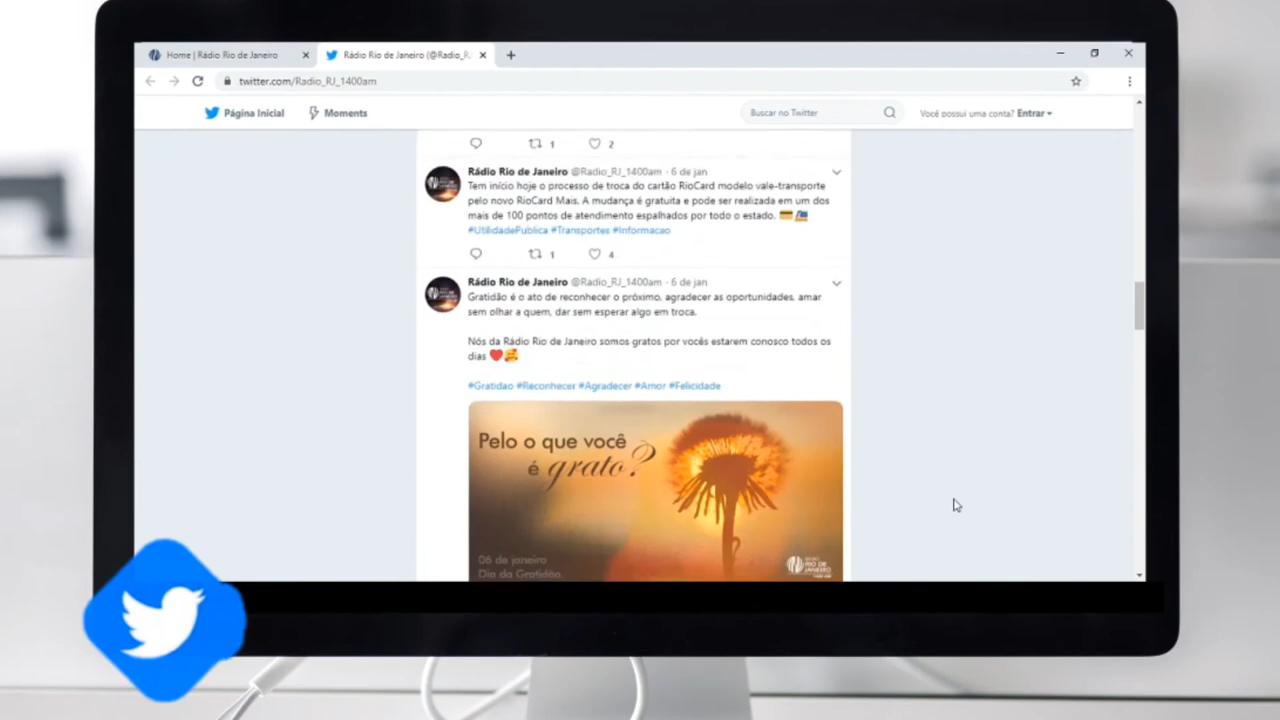 Home | Rádio Rio de Janeiro
Rádio Rio de Janeiro (@Radio_R
twitter.com/Radio_RJ_1400am
Página Inicial
Moments
Buscar no Twitter
Você possui uma conta? Entrar
1 2
Rádio Rio de Janeiro @Radio_RJ_1400am · 6 de jan
Tem início hoje o processo de troca do cartão RioCard modelo vale-transporte
pelo novo RioCard Mais. A mudança é gratuita e pode ser realizada em um dos
mais de 100 pontos de atendimento espalhados por todo o estado. 💳🚈
#UtilidadePublica #Transportes #Informacao
1 4
Rádio Rio de Janeiro @Radio_RJ_1400am · 6 de jan
Gratidão é o ato de reconhecer o próximo, agradecer as oportunidades, amar
sem olhar a quem, dar sem esperar algo em troca.
Nós da Rádio Rio de Janeiro somos gratos por vocês estarem conosco todos os
dias ❤️🥰
#Gratidao #Reconhecer #Agradecer #Amor #Felicidade
Pelo o que você
é grato?
06 de janeiro
Dia da Gratidão.
RIO DE
JANEIRO